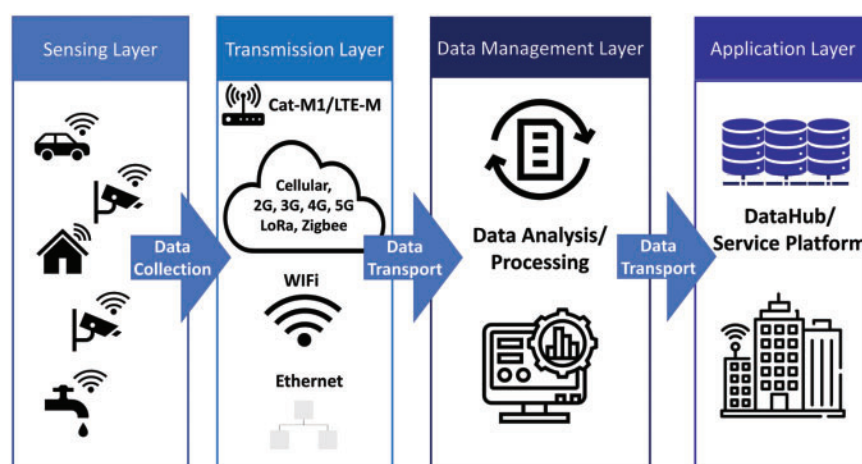 Sensing Layer
Transmission Layer
Data Management Layer
Application Layer
Cat-M1/LTE-M
Cellular,
2G, 3G, 4G, 5G
LoRa, Zigbee
Data
Collection
WIFi
Ethernet
Data
Transport
Data Analysis/
Processing
Data
Transport
DataHub/
Service Platform